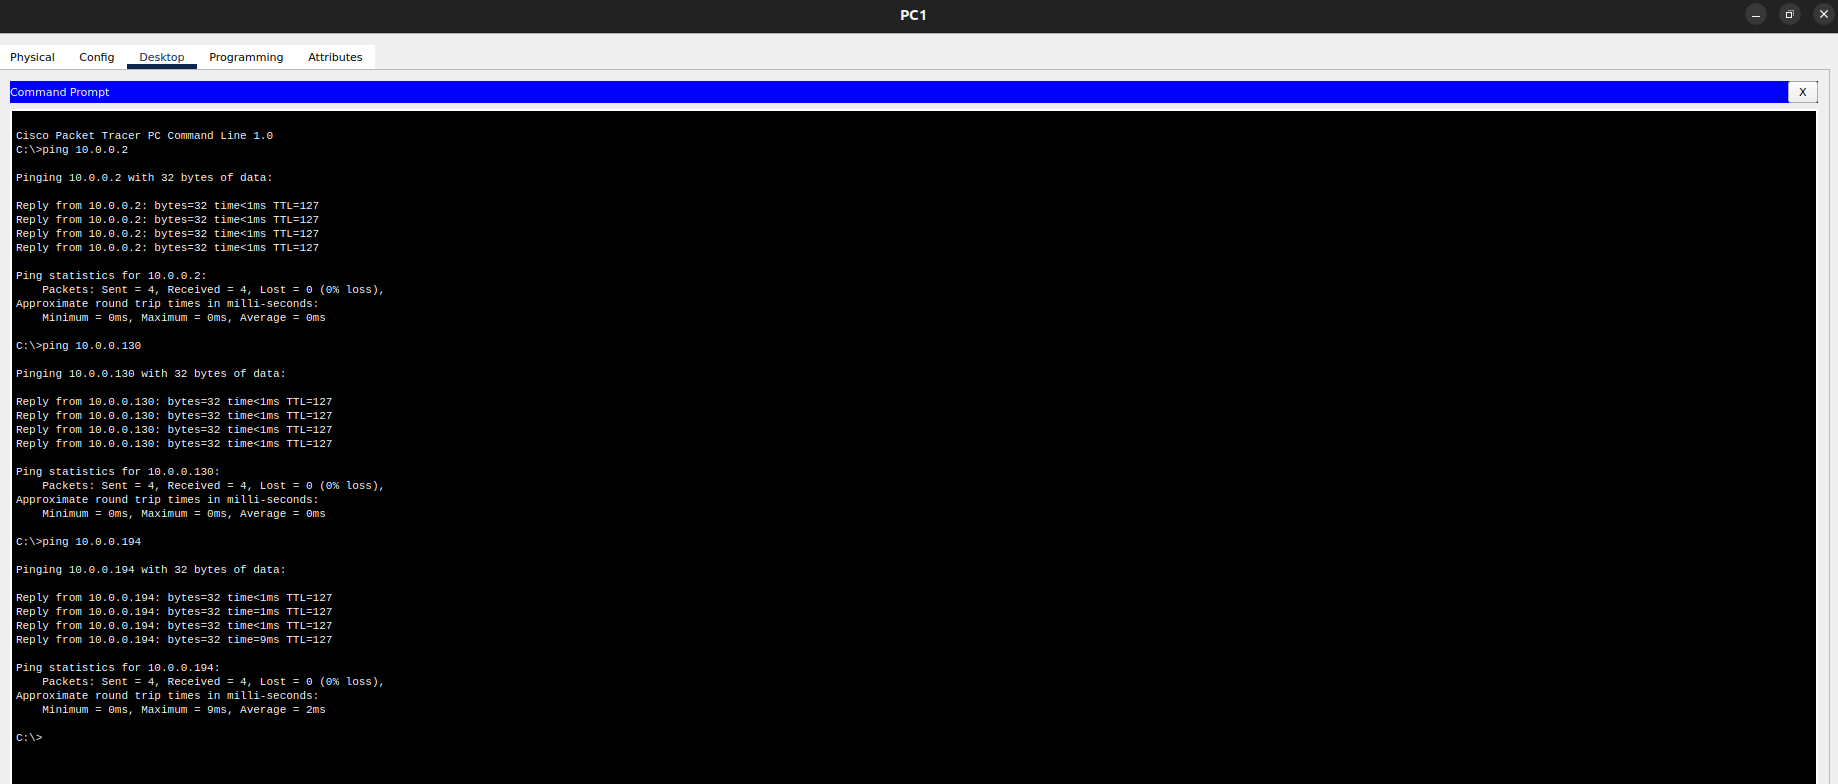 PC1
Physical Config Desktop Programming Attributes
Command Prompt X
Cisco Packet Tracer PC Command Line 1.0
C:\>ping 10.0.0.2
Pinging 10.0.0.2 with 32 bytes of data:
Reply from 10.0.0.2: bytes=32 time<1ms TTL=127
Reply from 10.0.0.2: bytes=32 time<1ms TTL=127
Reply from 10.0.0.2: bytes=32 time<1ms TTL=127
Reply from 10.0.0.2: bytes=32 time<1ms TTL=127
Ping statistics for 10.0.0.2:
Packets: Sent = 4, Received = 4, Lost = 0 (0% loss),
Approximate round trip times in milli-seconds:
Minimum = 0ms, Maximum = 0ms, Average = 0ms
C:\>ping 10.0.0.130
Pinging 10.0.0.130 with 32 bytes of data:
Reply from 10.0.0.130: bytes=32 time<1ms TTL=127
Reply from 10.0.0.130: bytes=32 time<1ms TTL=127
Reply from 10.0.0.130: bytes=32 time<1ms TTL=127
Reply from 10.0.0.130: bytes=32 time<1ms TTL=127
Ping statistics for 10.0.0.130:
Packets: Sent = 4, Received = 4, Lost = 0 (0% loss),
Approximate round trip times in milli-seconds:
Minimum = 0ms, Maximum = 0ms, Average = 0ms
C:\>ping 10.0.0.194
Pinging 10.0.0.194 with 32 bytes of data:
Reply from 10.0.0.194: bytes=32 time<1ms TTL=127
Reply from 10.0.0.194: bytes=32 time=1ms TTL=127
Reply from 10.0.0.194: bytes=32 time<1ms TTL=127
Reply from 10.0.0.194: bytes=32 time=9ms TTL=127
Ping statistics for 10.0.0.194:
Packets: Sent = 4, Received = 4, Lost = 0 (0% loss),
Approximate round trip times in milli-seconds:
Minimum = 0ms, Maximum = 9ms, Average = 2ms
C:\>